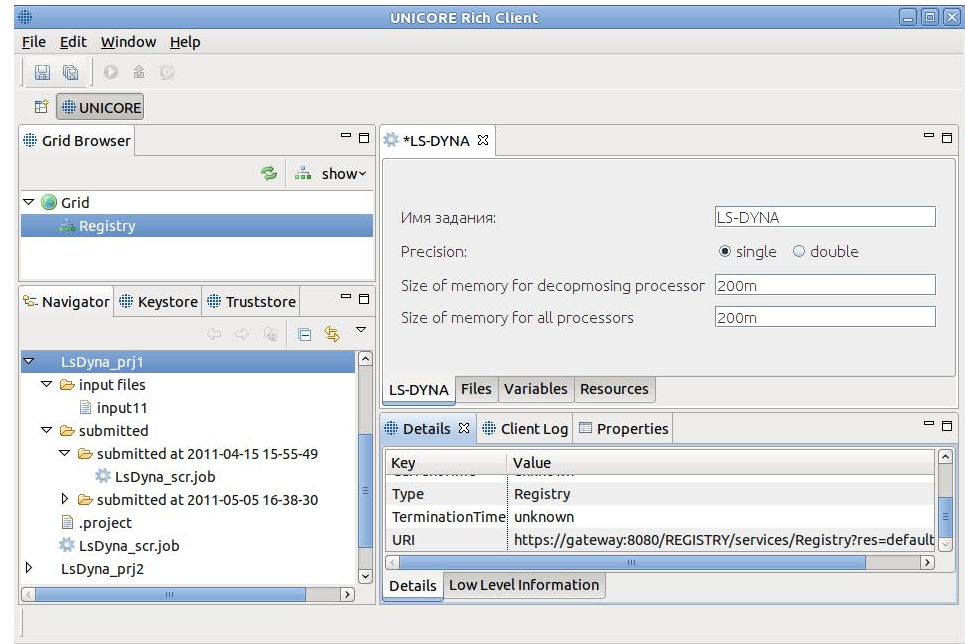 UNICORE Rich Client
File Edit Window Help
UNICORE
Grid Browser
show
Grid
Registry
Navigator Keystore Truststore
LsDyna_prj1
input files
input11
submitted
submitted at 2011-04-15 15-55-49
LsDyna_scr.job
submitted at 2011-05-05 16-38-30
.project
LsDyna_scr.job
LsDyna_prj2
*LS-DYNA
Имя задания: LS-DYNA
Precision: single double
Size of memory for decopmosing processor 200m
Size of memory for all processors 200m
LS-DYNA Files Variables Resources
Details Client Log Properties
Key Value
Type Registry
TerminationTime unknown
URI https://gateway:8080/REGISTRY/services/Registry?res=default
Details Low Level Information